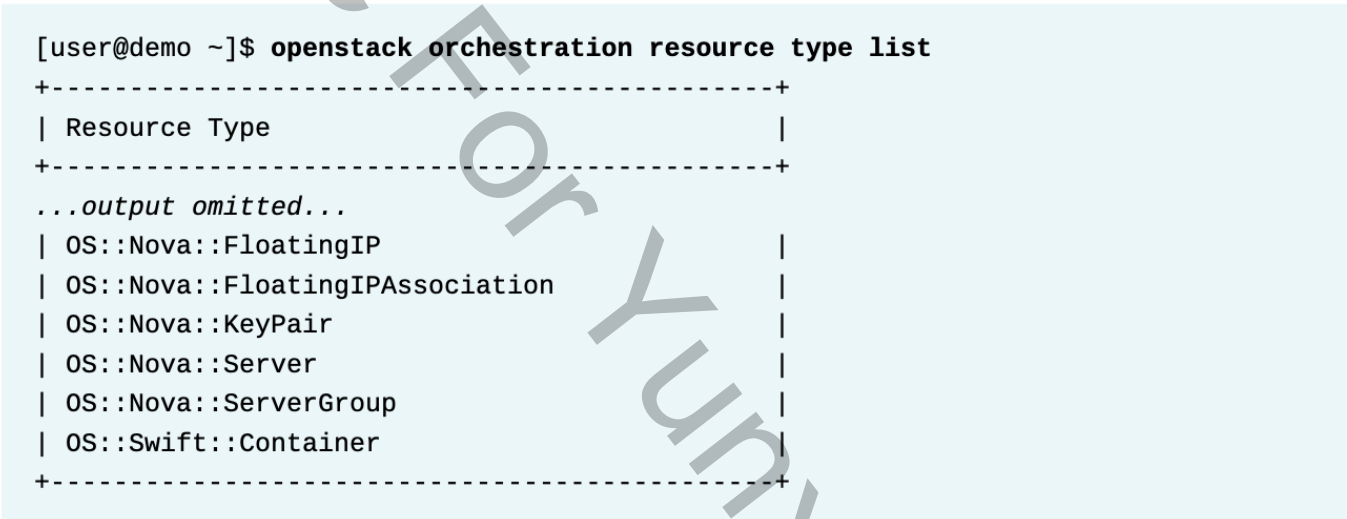 [user@demo ~]$ openstack orchestration resource type list
+----------------------------------------------+
| Resource Type                                |
+----------------------------------------------+
...output omitted...
| OS::Nova::FloatingIP                         |
| OS::Nova::FloatingIPAssociation              |
| OS::Nova::KeyPair                            |
| OS::Nova::Server                             |
| OS::Nova::ServerGroup                        |
| OS::Swift::Container                         |
+----------------------------------------------+
For Yun